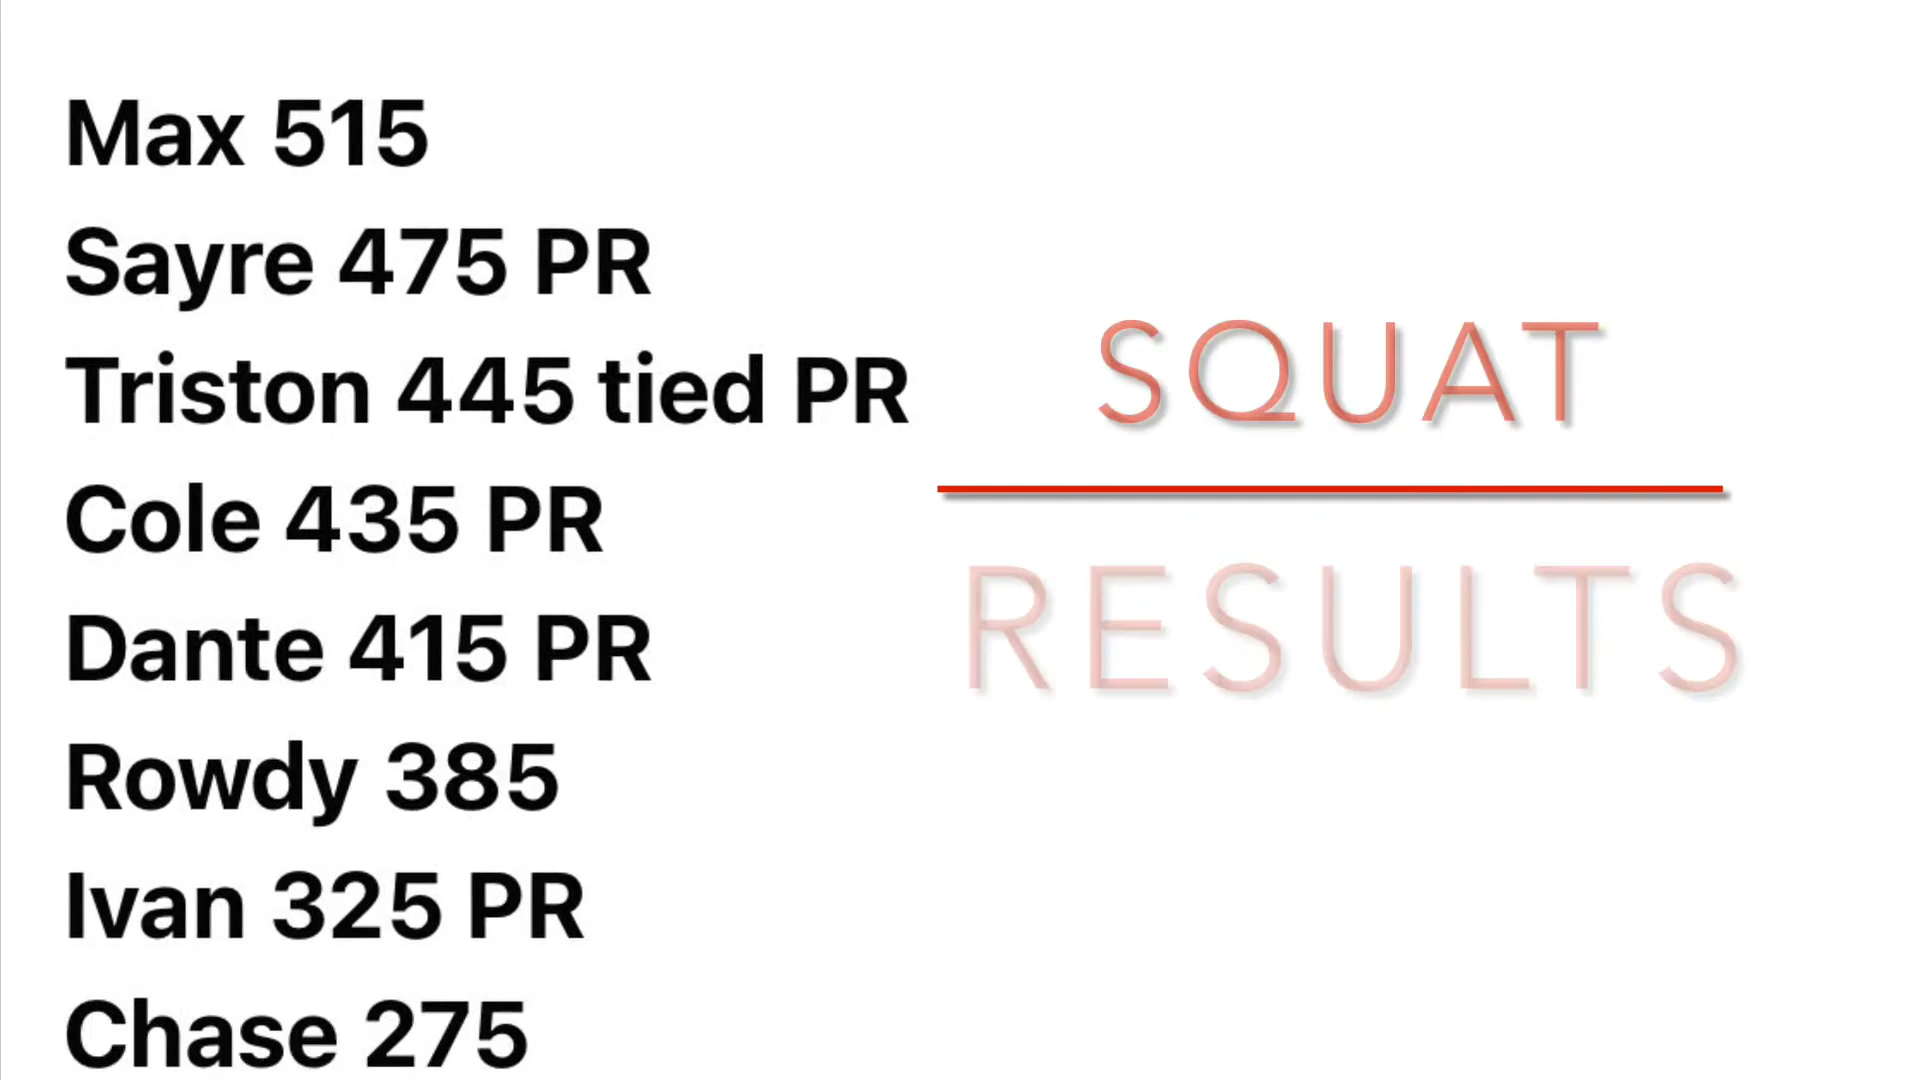 Max 515
Sayre 475 PR
Triston 445 tied PR
Cole 435 PR
Dante 415 PR
Rowdy 385
Ivan 325 PR
Chase 275
SQUAT
RESULTS